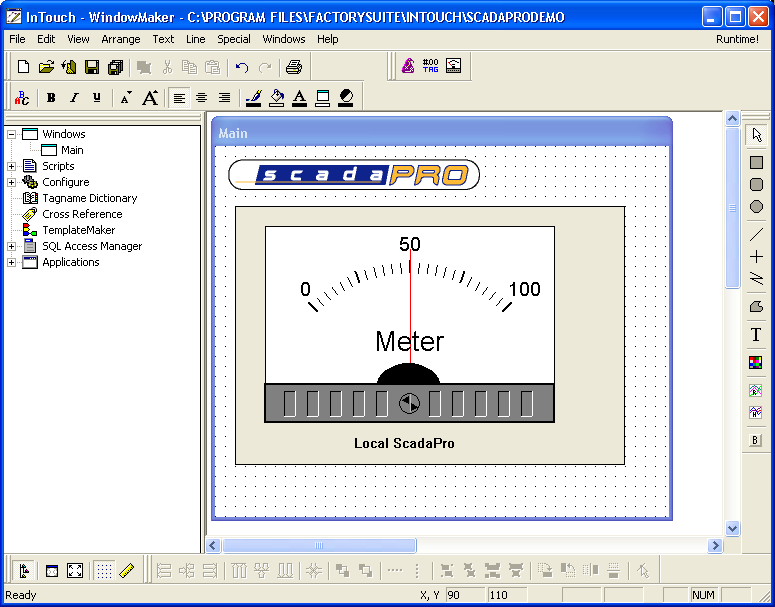 InTouch - WindowMaker - C:\PROGRAM FILES\FACTORYSUITE\INTOUCH\SCADAPRODEMO
File Edit View Arrange Text Line Special Windows Help Runtime!
#:00
TAG
B I U A A A
Windows
Main
Scripts
Configure
Tagname Dictionary
Cross Reference
TemplateMaker
SQL Access Manager
Applications
Main
scadaPRO
50
0 100
Meter
Local ScadaPro
T
B
Ready X, Y 90 110 NUM